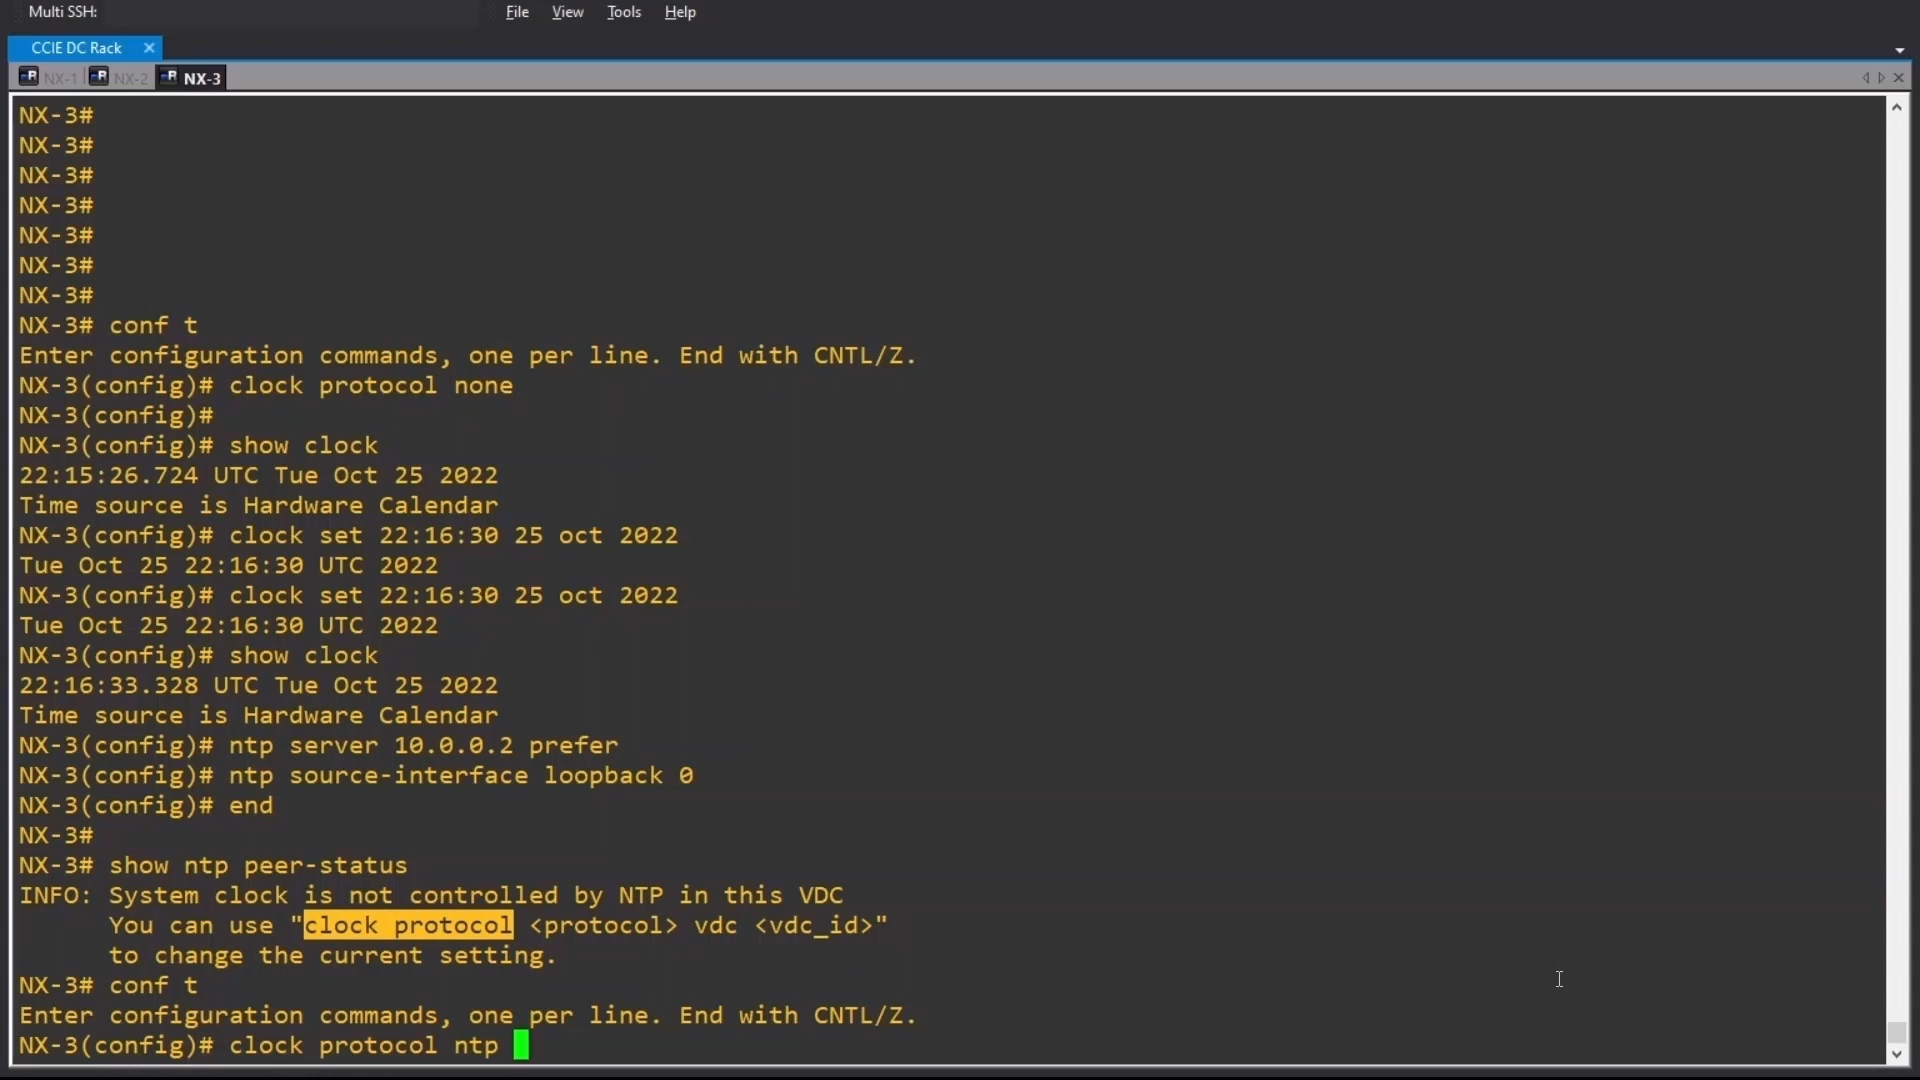 Multi SSH:
File View Tools Help
CCIE DC Rack
NX-1 NX-2 NX-3
NX-3#
NX-3#
NX-3#
NX-3#
NX-3#
NX-3#
NX-3#
NX-3# conf t
Enter configuration commands, one per line. End with CNTL/Z.
NX-3(config)# clock protocol none
NX-3(config)#
NX-3(config)# show clock
22:15:26.724 UTC Tue Oct 25 2022
Time source is Hardware Calendar
NX-3(config)# clock set 22:16:30 25 oct 2022
Tue Oct 25 22:16:30 UTC 2022
NX-3(config)# clock set 22:16:30 25 oct 2022
Tue Oct 25 22:16:30 UTC 2022
NX-3(config)# show clock
22:16:33.328 UTC Tue Oct 25 2022
Time source is Hardware Calendar
NX-3(config)# ntp server 10.0.0.2 prefer
NX-3(config)# ntp source-interface loopback 0
NX-3(config)# end
NX-3#
NX-3# show ntp peer-status
INFO: System clock is not controlled by NTP in this VDC
You can use "clock protocol <protocol> vdc <vdc_id>"
to change the current setting.
NX-3# conf t
Enter configuration commands, one per line. End with CNTL/Z.
NX-3(config)# clock protocol ntp